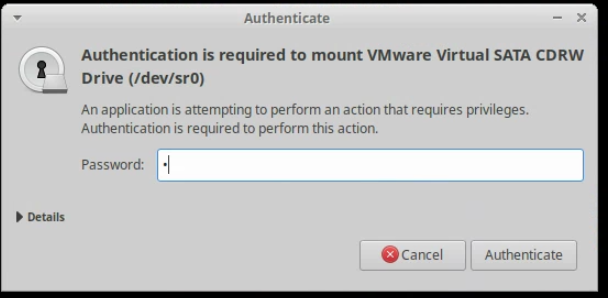 Authenticate
Authentication is required to mount VMware Virtual SATA CDRW
Drive (/dev/sr0)
An application is attempting to perform an action that requires privileges.
Authentication is required to perform this action.
Password: •
Details
Cancel Authenticate